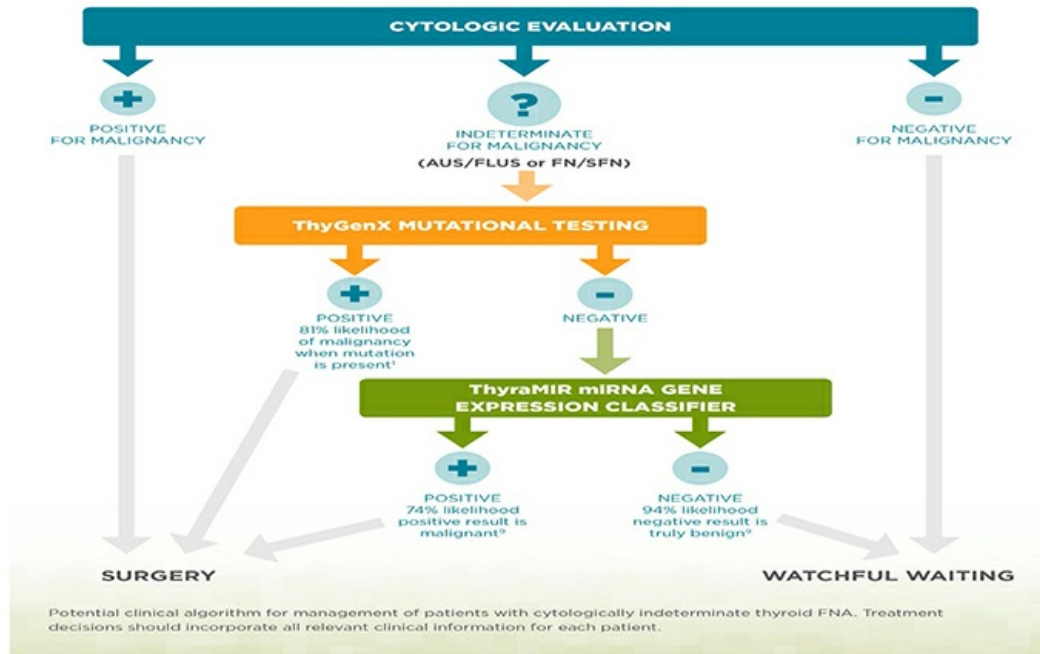 CYTOLOGIC EVALUATION
+
POSITIVE
FOR MALIGNANCY
?
INDETERMINATE
FOR MALIGNANCY
(AUS/FLUS or FN/SFN)
-
NEGATIVE
FOR MALIGNANCY
ThyGenX MUTATIONAL TESTING
+
POSITIVE
81% likelihood
of malignancy
when mutation
is present¹
-
NEGATIVE
ThyraMIR miRNA GENE
EXPRESSION CLASSIFIER
+
POSITIVE
74% likelihood
positive result is
malignant⁹
-
NEGATIVE
94% likelihood
negative result is
truly benign⁹
SURGERY
WATCHFUL WAITING
Potential clinical algorithm for management of patients with cytologically indeterminate thyroid FNA. Treatment
decisions should incorporate all relevant clinical information for each patient.